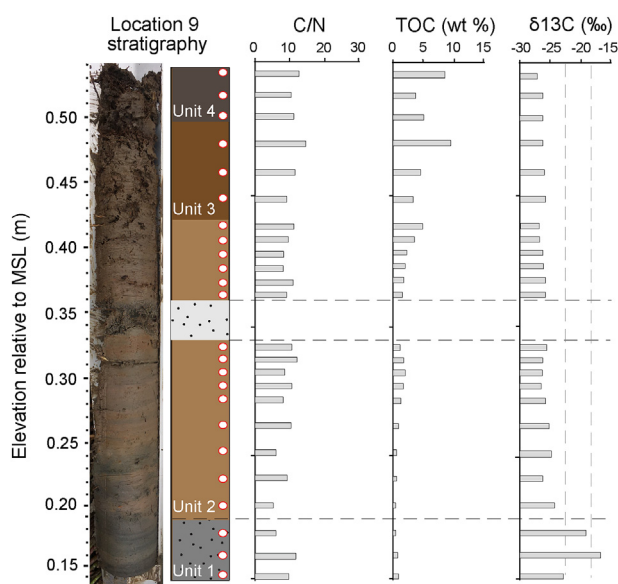 Location 9
stratigraphy
C/N
TOC (wt %)
δ13C (‰)
0 10 20 30
0 5 10 15
-30 -25 -20 -15
Elevation relative to MSL (m)
0.50
0.45
0.40
0.35
0.30
0.25
0.20
0.15
Unit 4
Unit 3
Unit 2
Unit 1